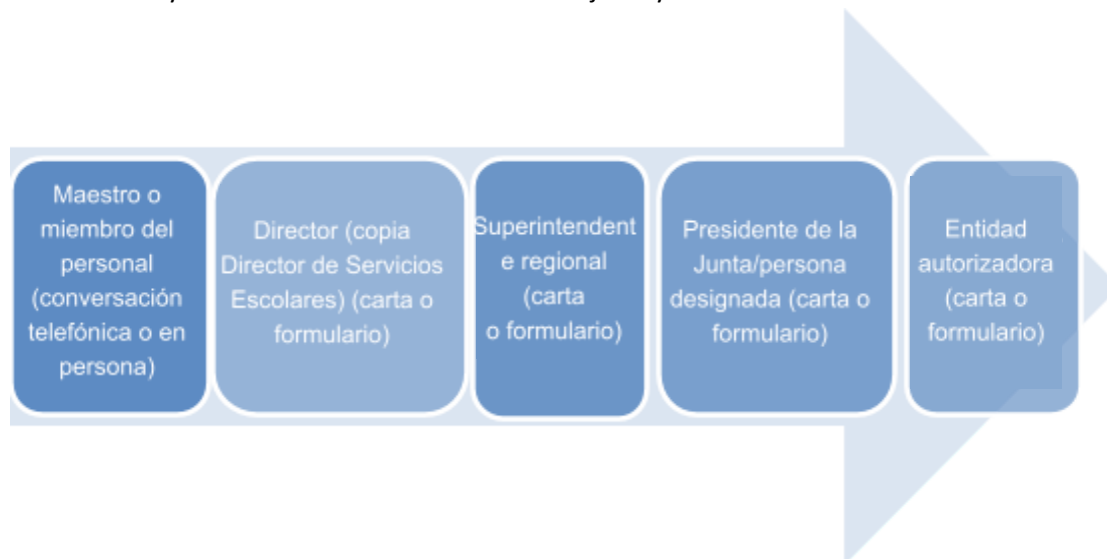 Maestro o
miembro del
personal
(conversación
telefónica o en
persona)
Director (copia
Director de Servicios
Escolares) (carta o
formulario)
Superintendent
e regional
(carta
o formulario)
Presidente de la
Junta/persona
designada (carta o
formulario)
Entidad
autorizadora
(carta o
formulario)